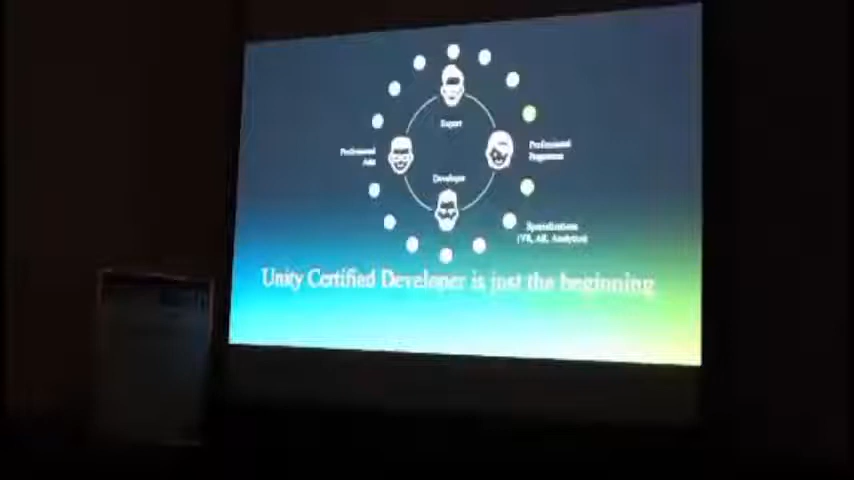 Expert
Professional
Artist
Professional
Programmer
Developer
Specializations
(VR, AR, Analytics)
Unity Certified Developer is just the beginning